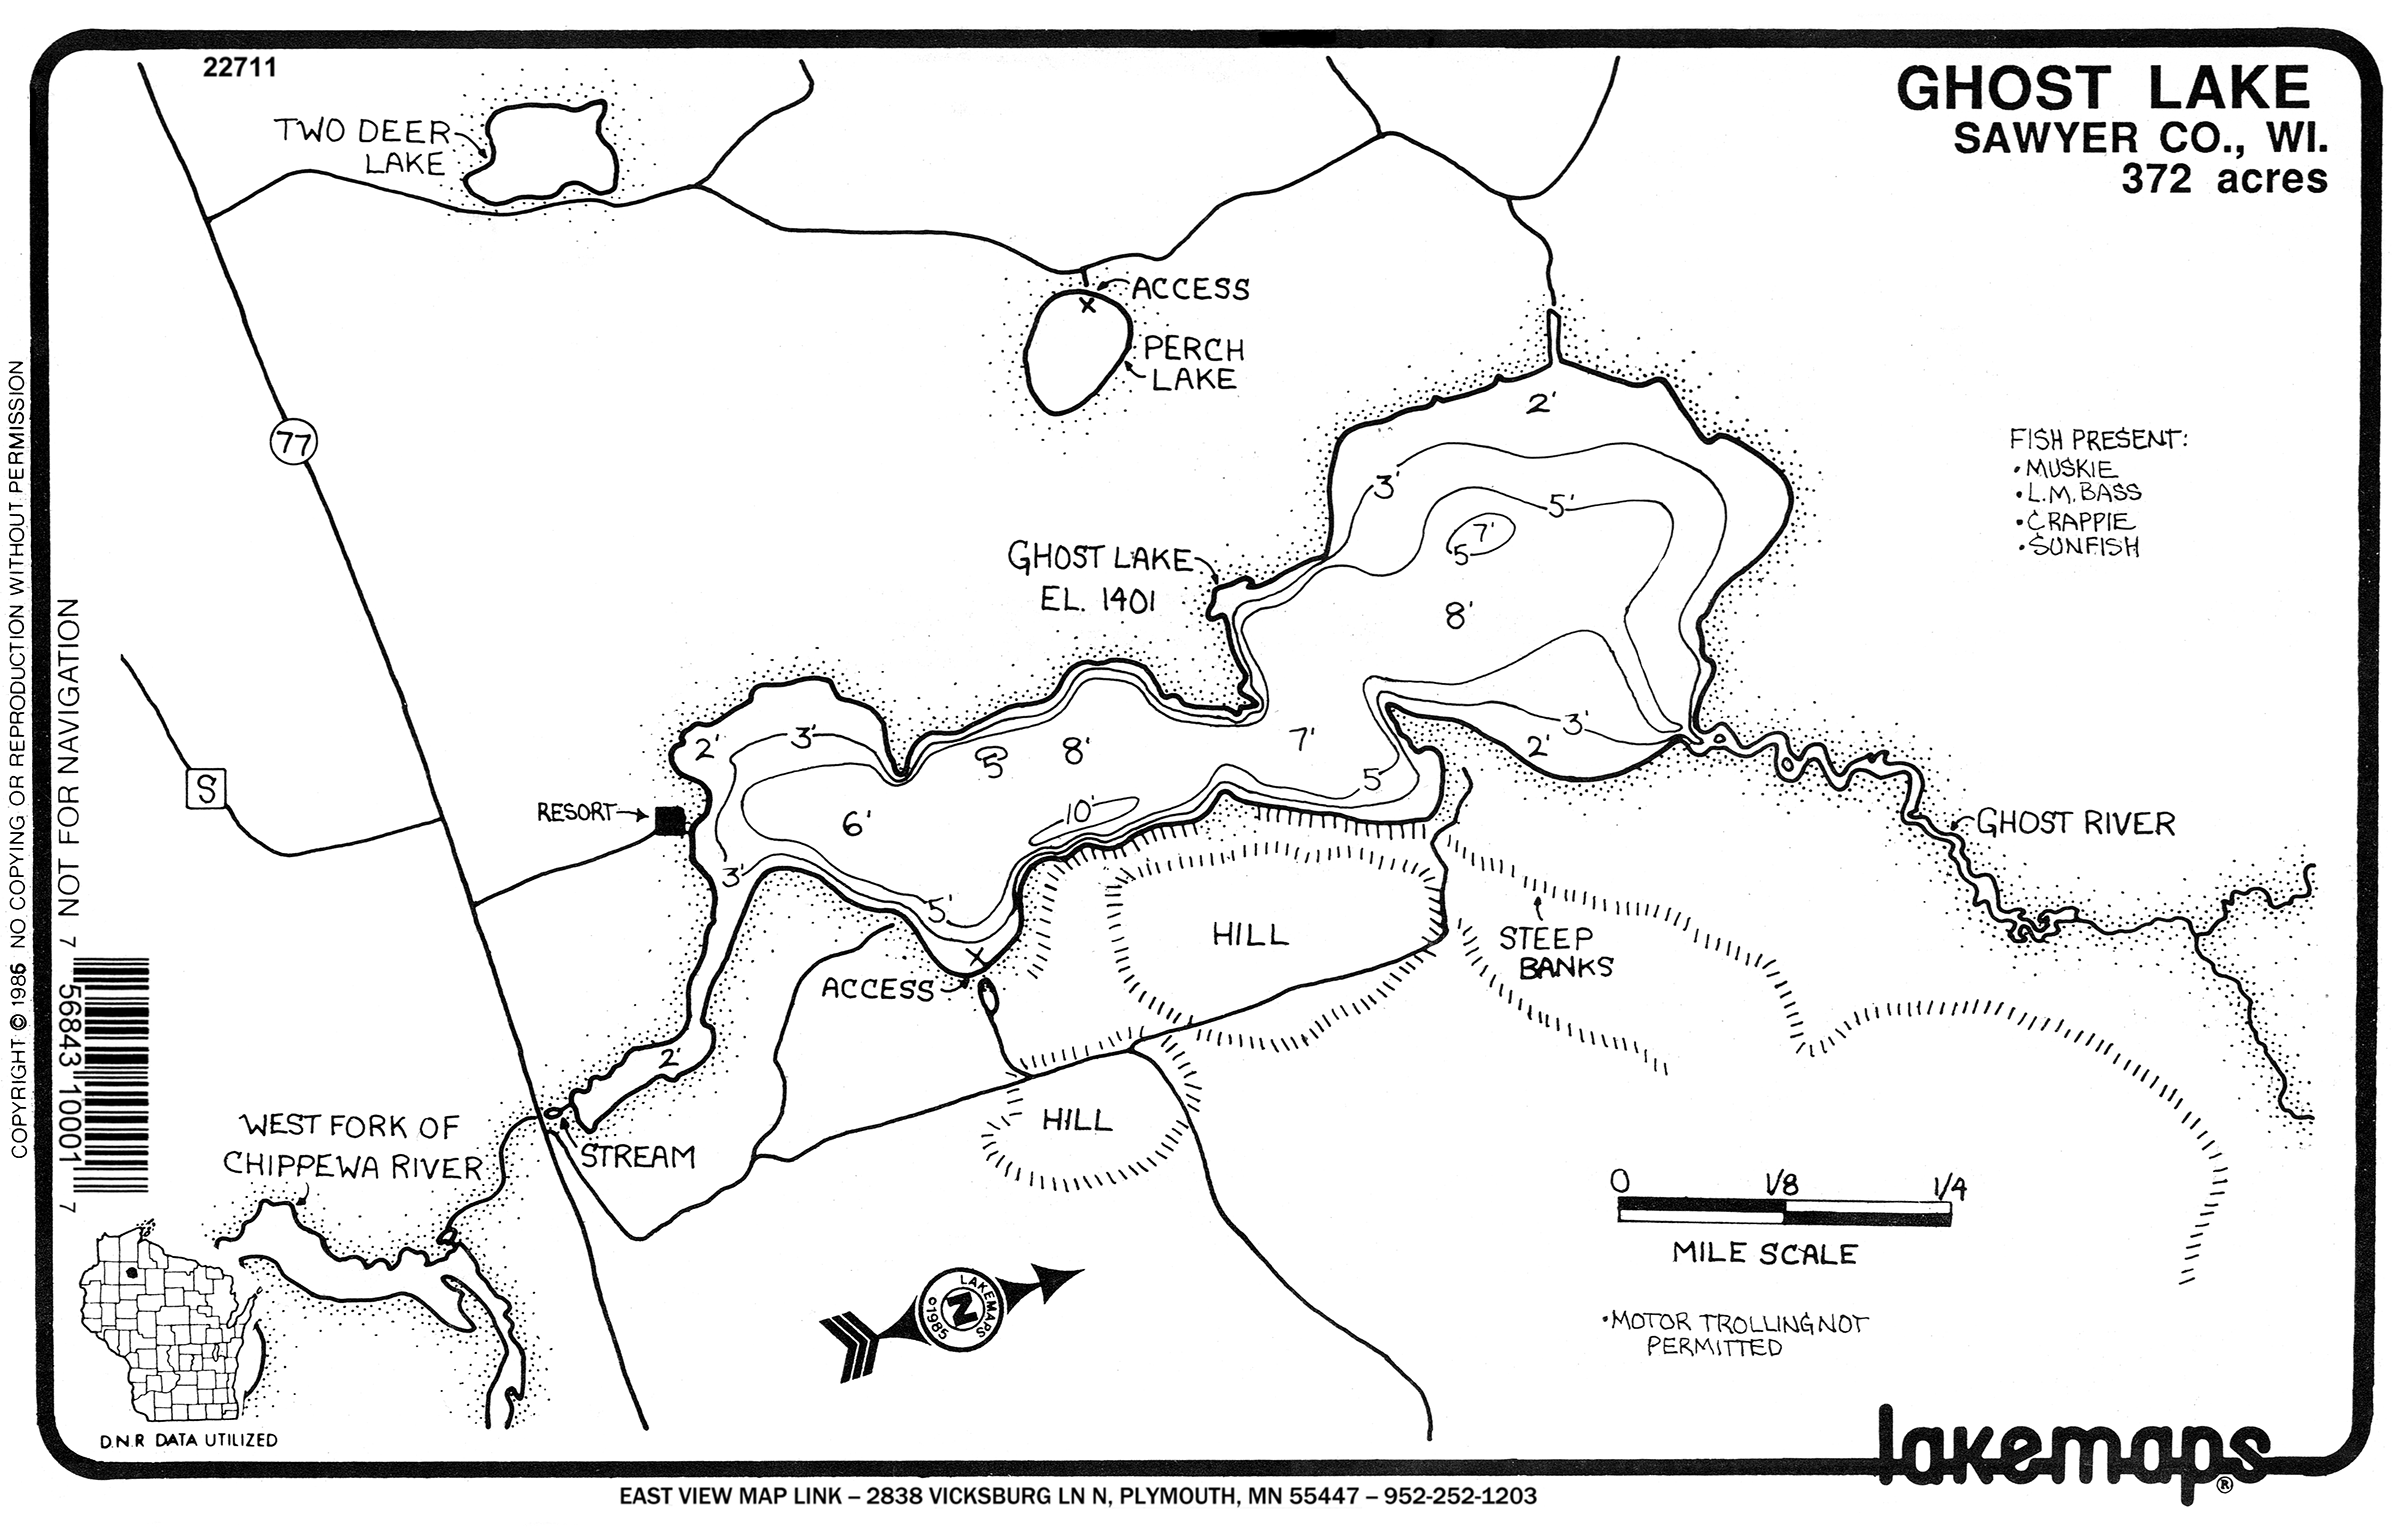 22711
GHOST LAKE
SAWYER CO., WI.
372 acres
TWO DEER
LAKE
ACCESS
PERCH
LAKE
77
2'
3'
5'
7'
5
8'
FISH PRESENT:
• MUSKIE
• L.M. BASS
• CRAPPIE
• SUNFISH
GHOST LAKE
EL. 1401
2'
3'
5
8'
7'
5
3'
2'
S
RESORT
6'
10'
3'
5'
GHOST RIVER
HILL
STEEP
BANKS
X
X
ACCESS
2'
STREAM
HILL
WEST FORK OF
CHIPPEWA RIVER
0 1/8 1/4
MILE SCALE
• MOTOR TROLLING NOT
PERMITTED
LAKEMAPS
N
©1985
D.N.R DATA UTILIZED
lakemaps®
COPYRIGHT © 1986 NO COPYING OR REPRODUCTION WITHOUT PERMISSION
NOT FOR NAVIGATION
7 56843 10001 7
EAST VIEW MAP LINK – 2838 VICKSBURG LN N, PLYMOUTH, MN 55447 – 952-252-1203